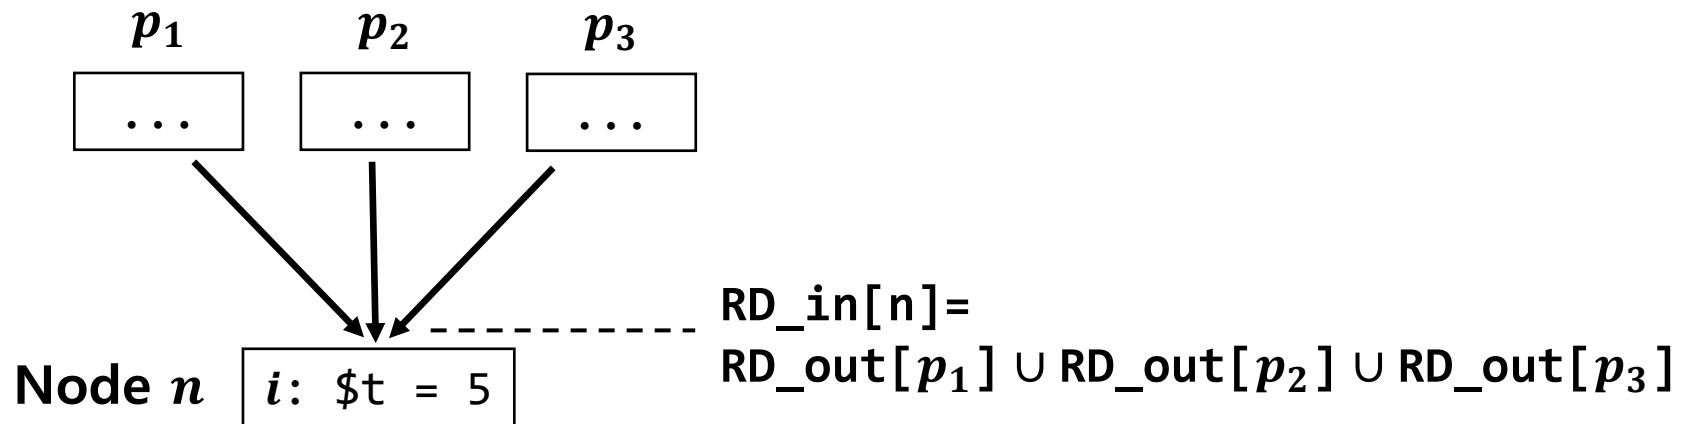 p₁ p₂ p₃
... ... ...
RD_in[n]=
RD_out[p₁] ∪ RD_out[p₂] ∪ RD_out[p₃]
Node n i: $t = 5